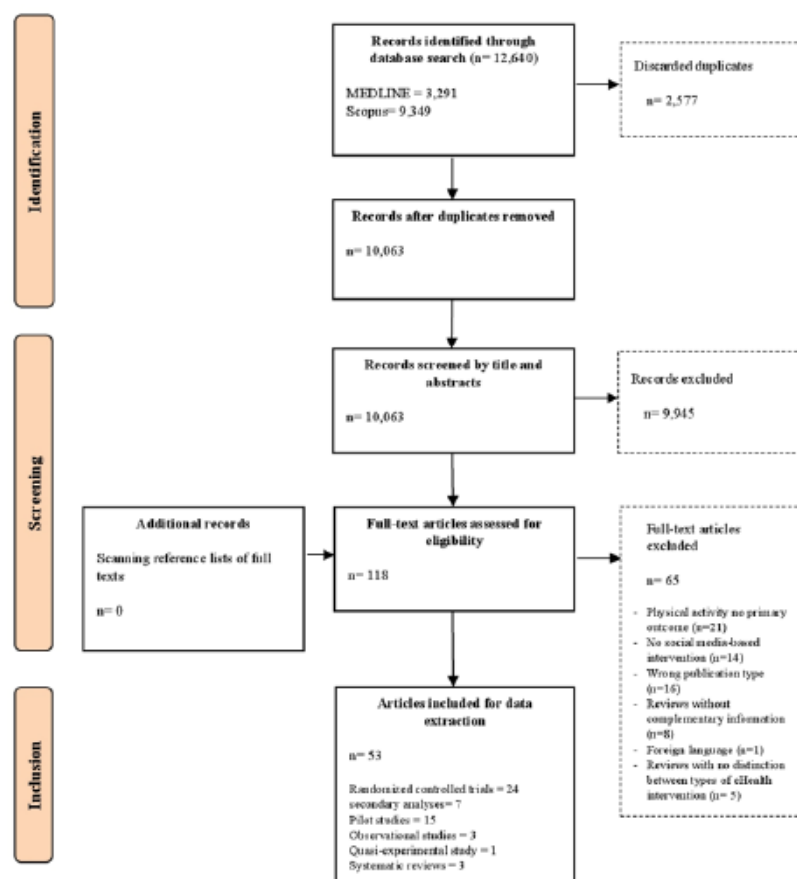 Identification
Records identified through
database search (n= 12,640)
MEDLINE = 3,291
Scopus= 9,349
Discarded duplicates
n= 2,577
Records after duplicates removed
n= 10,063
Screening
Records screened by title and
abstracts
n= 10,063
Records excluded
n= 9,945
Additional records
Scanning reference lists of full
texts
n= 0
Full-text articles assessed for
eligibility
n= 118
Full-text articles
excluded
n= 65
- Physical activity no primary
outcome (n=21)
- No social media-based
intervention (n=14)
- Wrong publication type
(n=16)
- Reviews without
complementary information
(n=8)
- Foreign language (n=1)
- Reviews with no distinction
between types of eHealth
intervention (n= 5)
Inclusion
Articles included for data
extraction
n= 53
Randomized controlled trials = 24
secondary analyses= 7
Pilot studies = 15
Observational studies = 3
Quasi-experimental study = 1
Systematic reviews = 3